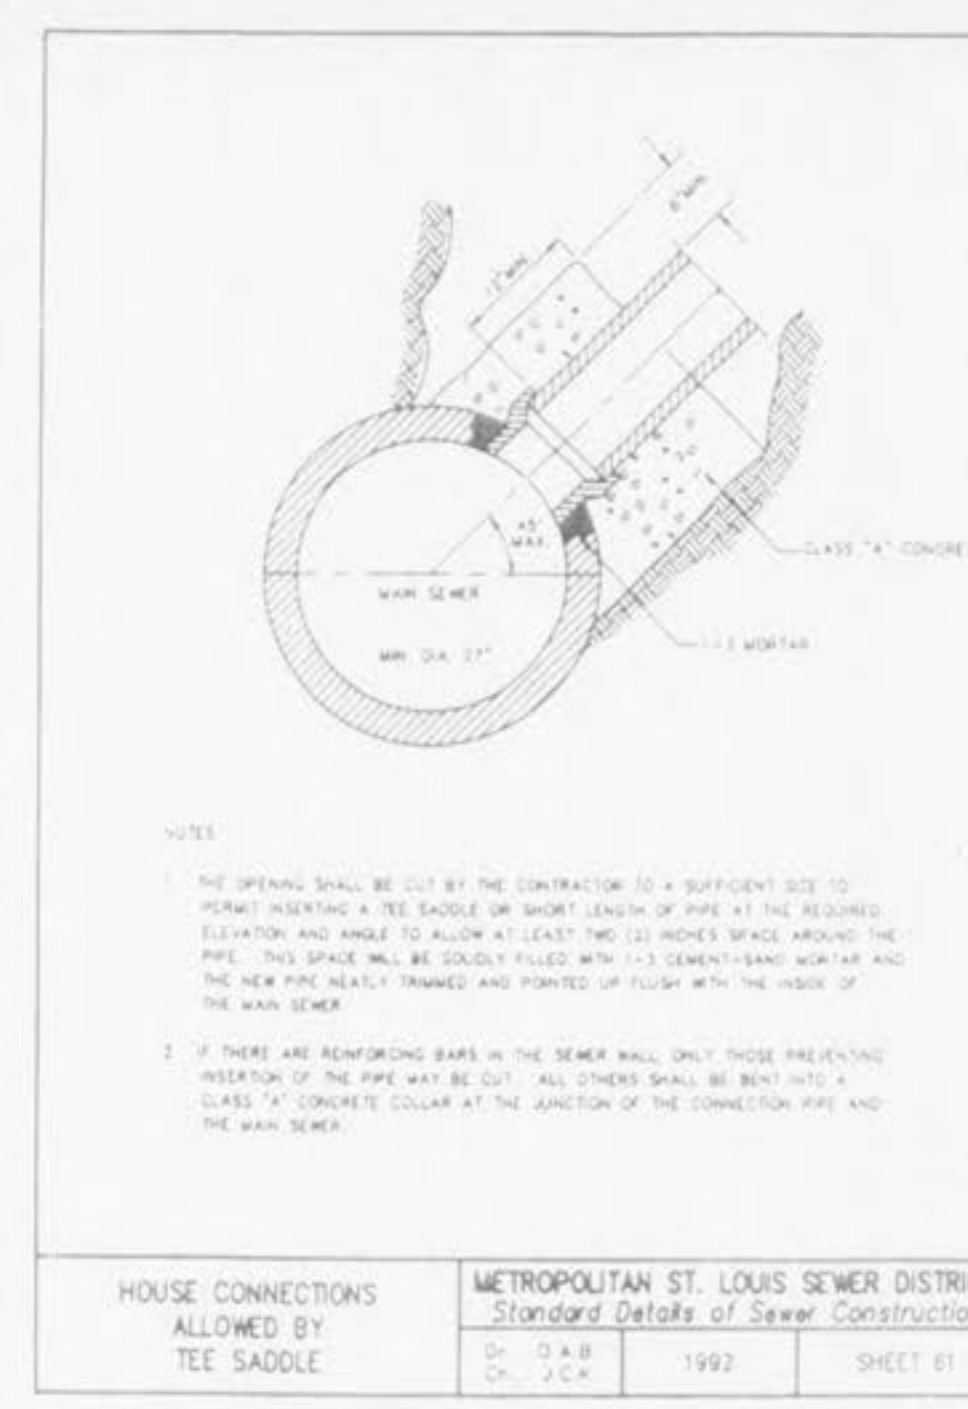 6" MIN.
12" MIN.
45°
MAX.
CLASS "A" CONCRE
MAIN SEWER
MIN. DIA. 27"
1-3 MORTAR
NOTES
1 THE OPENING SHALL BE CUT BY THE CONTRACTOR TO A SUFFICIENT SIZE TO
PERMIT INSERTING A TEE SADDLE OR SHORT LENGTH OF PIPE AT THE REQUIRED
ELEVATION AND ANGLE TO ALLOW AT LEAST TWO (2) INCHES SPACE AROUND THE
PIPE. THIS SPACE WILL BE SOLIDLY FILLED WITH 1-3 CEMENT-SAND MORTAR AND
THE NEW PIPE NEATLY TRIMMED AND POINTED UP FLUSH WITH THE INSIDE OF
THE MAIN SEWER.
2 IF THERE ARE REINFORCING BARS IN THE SEWER WALL, ONLY THOSE PREVENTING
INSERTION OF THE PIPE MAY BE CUT. ALL OTHERS SHALL BE BENT INTO A
CLASS "A" CONCRETE COLLAR AT THE JUNCTION OF THE CONNECTION PIPE AND
THE MAIN SEWER.
HOUSE CONNECTIONS
ALLOWED BY
TEE SADDLE
METROPOLITAN ST. LOUIS SEWER DISTRI
Standard Details of Sewer Constructio
Dr. D.A.B
Ch.
1992
SHEET 61